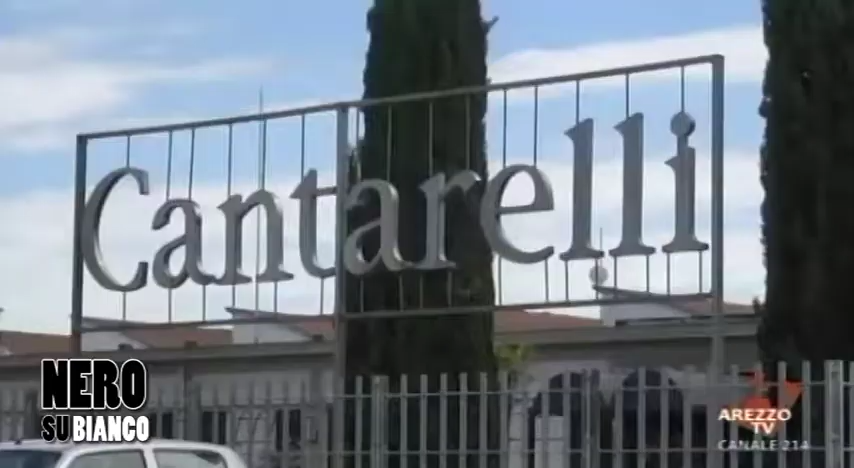 Cantarelli
NERO
SU BIANCO
AREZZO
TV
CANALE 214